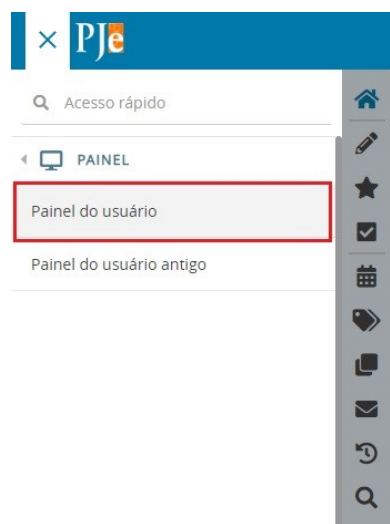 PJe
Acesso rápido
PAINEL
Painel do usuário
Painel do usuário antigo